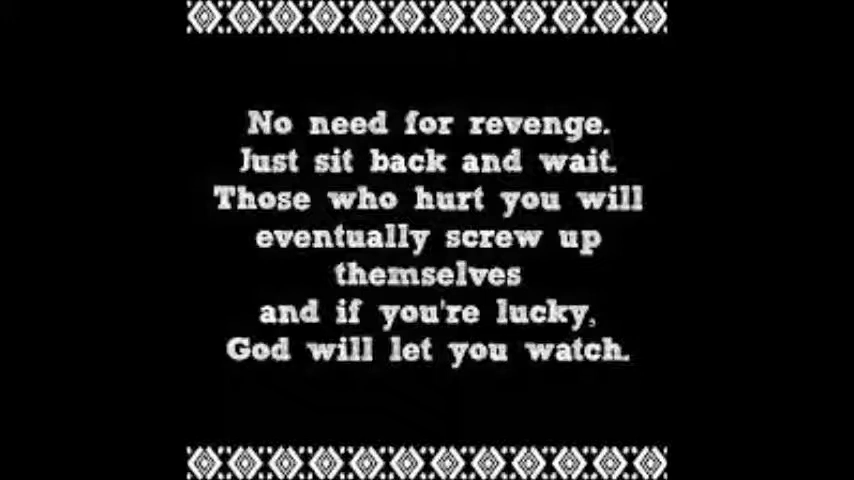 No need for revenge.
Just sit back and wait.
Those who hurt you will
eventually screw up
themselves
and if you're lucky,
God will let you watch.